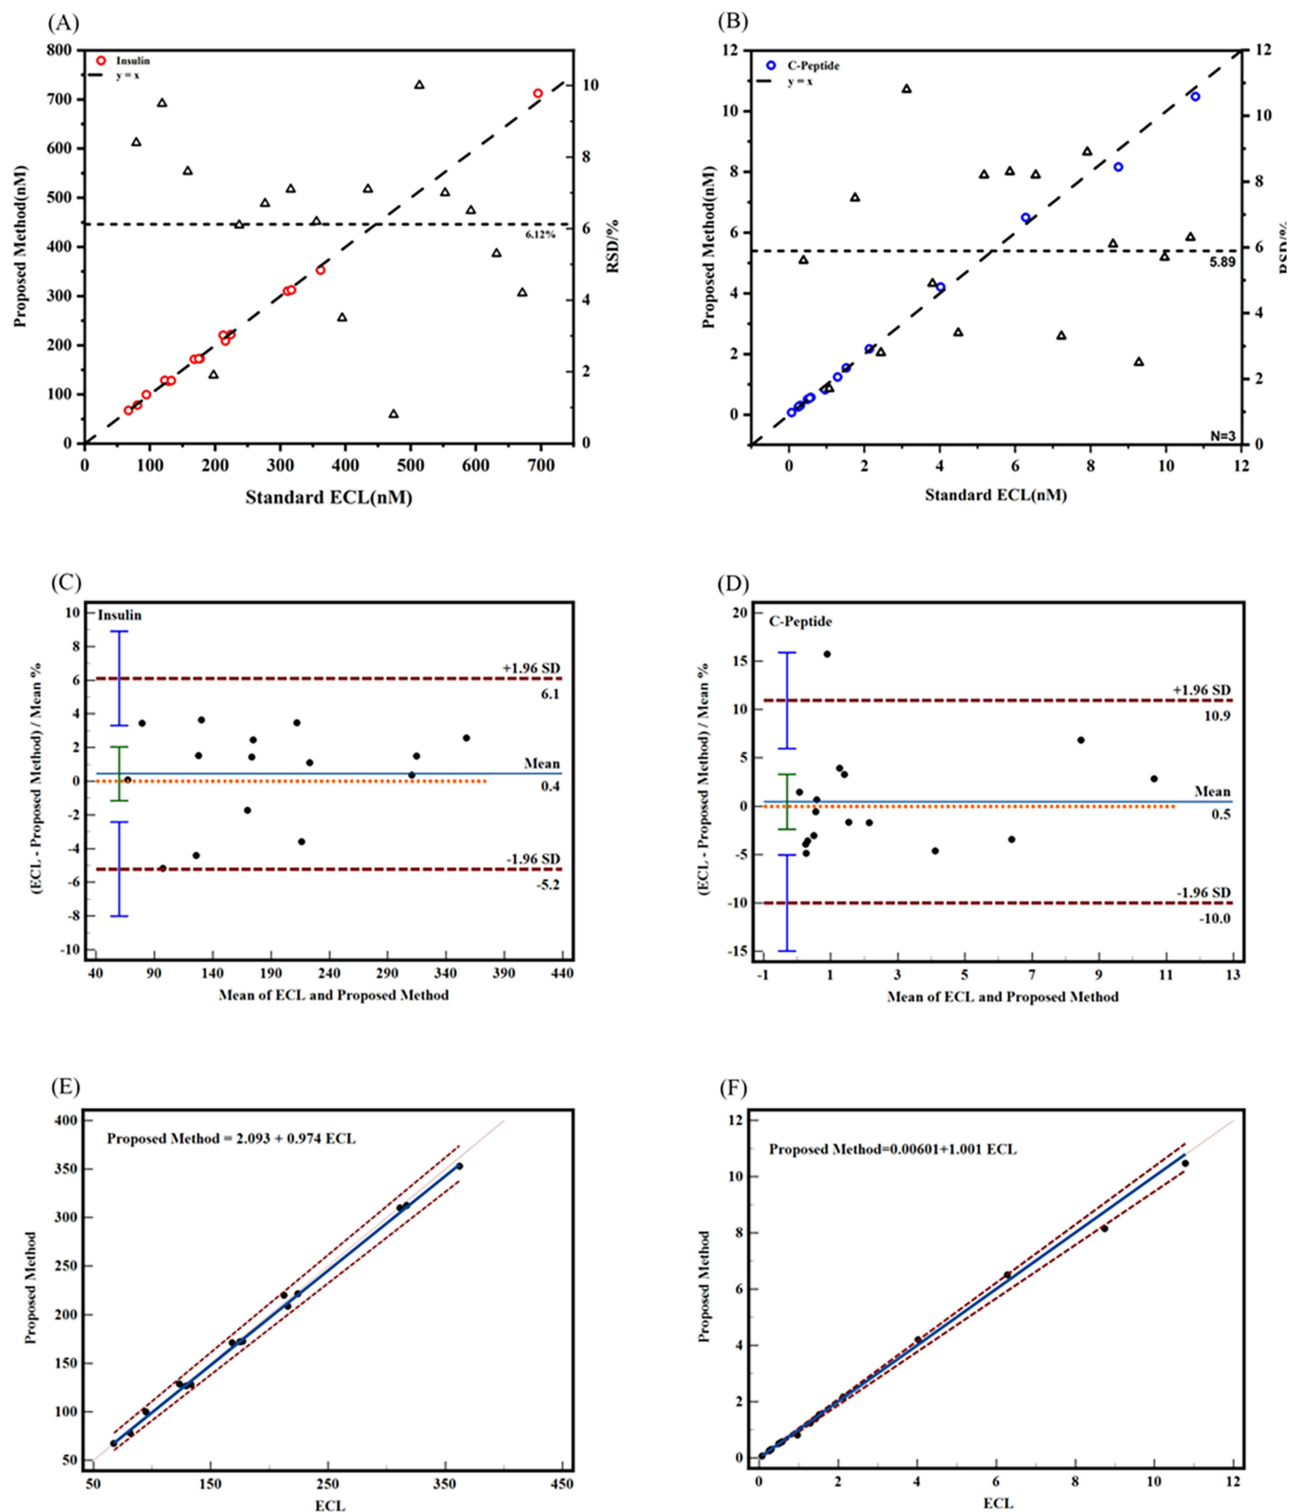 (A)
Insulin
y = x
800
700
600
500
400
300
200
100
0
10
8
6
4
2
0
6.12%
Proposed Method(nM)
RSD/%
0 100 200 300 400 500 600 700
Standard ECL(nM)
(B)
C-Peptide
y = x
12
10
8
6
4
2
0
12
10
8
6
4
2
0
5.89
N=3
Proposed Method(nM)
RSD/%
0 2 4 6 8 10 12
Standard ECL(nM)
(C)
Insulin
10
8
6
4
2
0
-2
-4
-6
-8
-10
+1.96 SD
6.1
Mean
0.4
-1.96 SD
-5.2
(ECL - Proposed Method) / Mean %
40 90 140 190 240 290 340 390 440
Mean of ECL and Proposed Method
(D)
C-Peptide
20
15
10
5
0
-5
-10
-15
+1.96 SD
10.9
Mean
0.5
-1.96 SD
-10.0
(ECL - Proposed Method) / Mean %
-1 1 3 5 7 9 11 13
Mean of ECL and Proposed Method
(E)
Proposed Method = 2.093 + 0.974 ECL
400
350
300
250
200
150
100
50
Proposed Method
50 150 250 350 450
ECL
(F)
Proposed Method=0.00601+1.001 ECL
12
10
8
6
4
2
0
Proposed Method
0 2 4 6 8 10 12
ECL